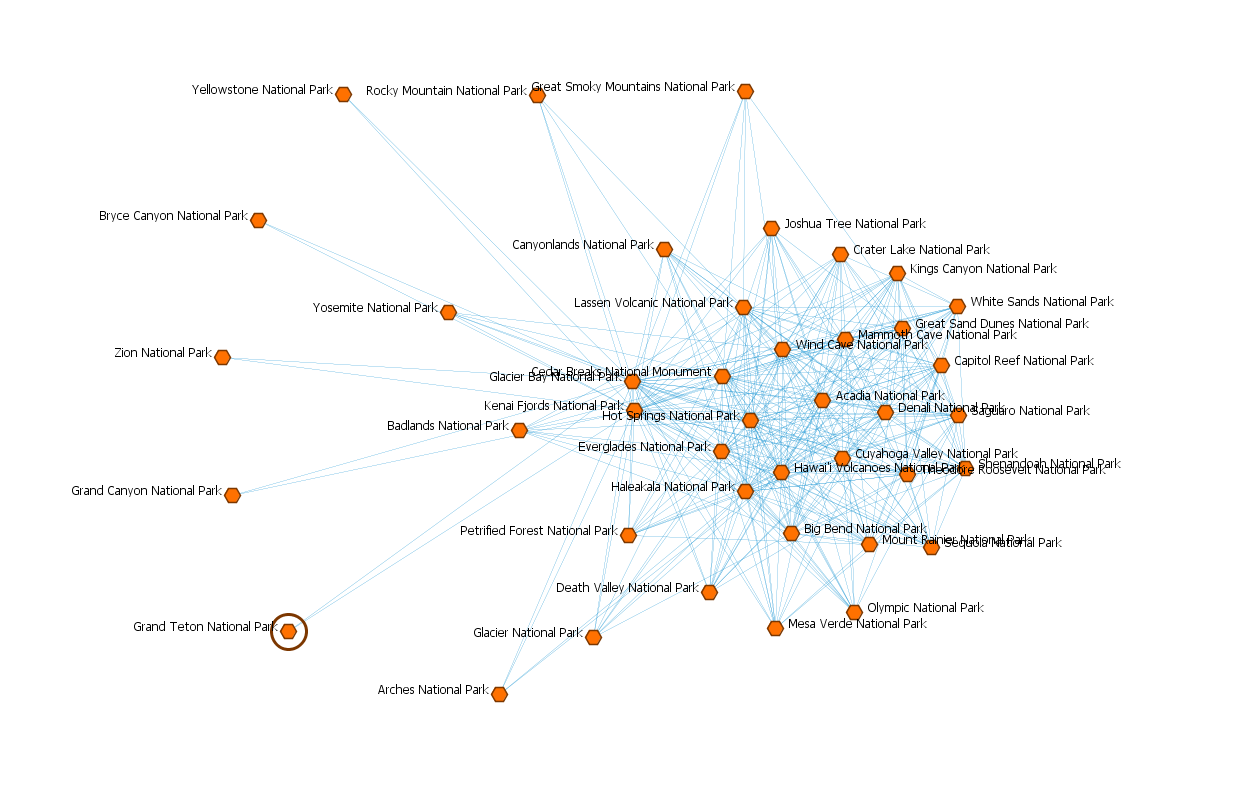 Great Smoky Mountains National Park
Yellowstone National Park
Rocky Mountain National Park
Bryce Canyon National Park
Joshua Tree National Park
Canyonlands National Park
Crater Lake National Park
Kings Canyon National Park
White Sands National Park
Lassen Volcanic National Park
Yosemite National Park
Great Sand Dunes National Park
Mammoth Cave National Park
Wind Cave National Park
Zion National Park
Capitol Reef National Park
Cedar Breaks National Monument
Glacier Bay National Park
Acadia National Park
Kenai Fjords National Park
Denali National Park
Saguaro National Park
Hot Springs National Park
Badlands National Park
Everglades National Park
Cuyahoga Valley National Park
Shenandoah National Park
Hawai'i Volcanoes National Park
Theodore Roosevelt National Park
Haleakala National Park
Grand Canyon National Park
Big Bend National Park
Petrified Forest National Park
Mount Rainier National Park
Sequoia National Park
Death Valley National Park
Olympic National Park
Mesa Verde National Park
Grand Teton National Park
Glacier National Park
Arches National Park